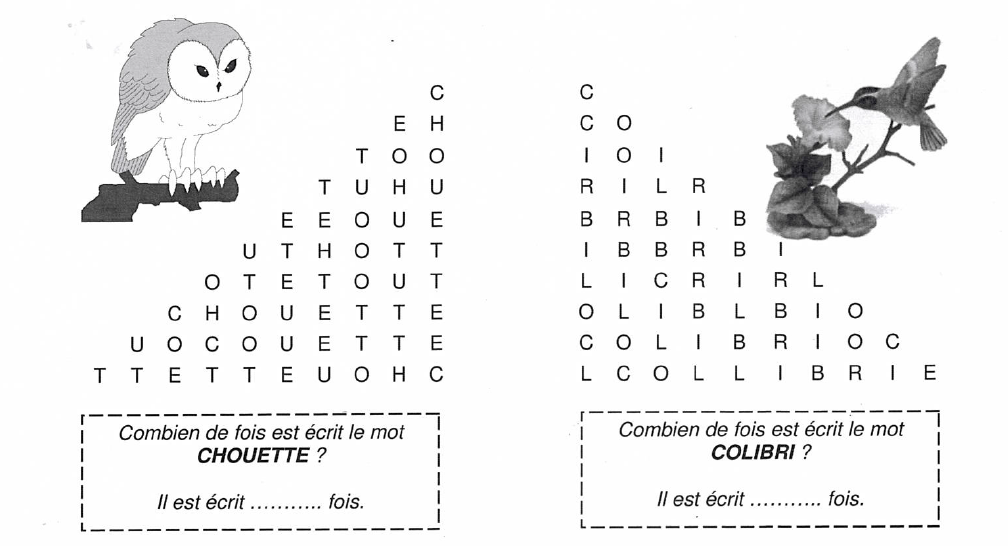 C
E H
T O O
T U H U
E E O U E
U T H O T T
O T E T O U T
C H O U E T T E
U O C O U E T T E
T T E T T E U O H C
Combien de fois est écrit le mot
CHOUETTE ?
Il est écrit ........... fois.
C
C O
I O I
R I L R
B R B I B
I B B R B I
L I C R I R L
O L I B L B I O
C O L I B R I O C
L C O L L I B R I E
Combien de fois est écrit le mot
COLIBRI ?
Il est écrit ........... fois.